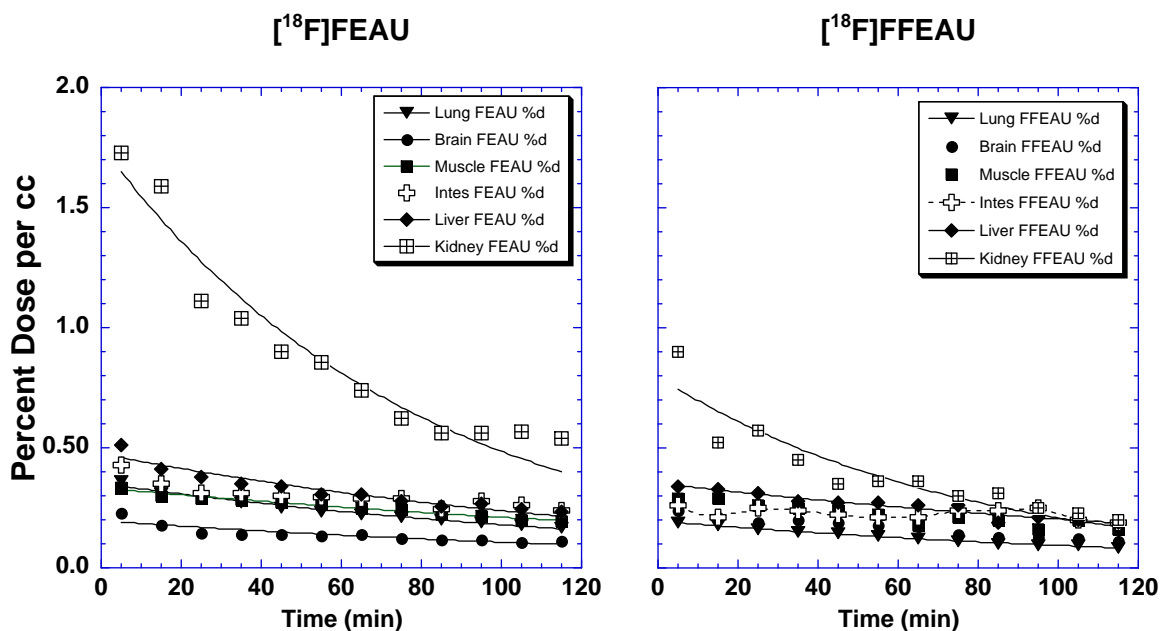 [¹⁸F]FEAU
[¹⁸F]FFEAU
Percent Dose per cc
2.0
1.5
1.0
0.50
0.0
Lung FEAU %d
Brain FEAU %d
Muscle FEAU %d
Intes FEAU %d
Liver FEAU %d
Kidney FEAU %d
0 20 40 60 80 100 120
Time (min)
Lung FFEAU %d
Brain FFEAU %d
Muscle FFEAU %d
Intes FFEAU %d
Liver FFEAU %d
Kidney FFEAU %d
0 20 40 60 80 100 120
Time (min)